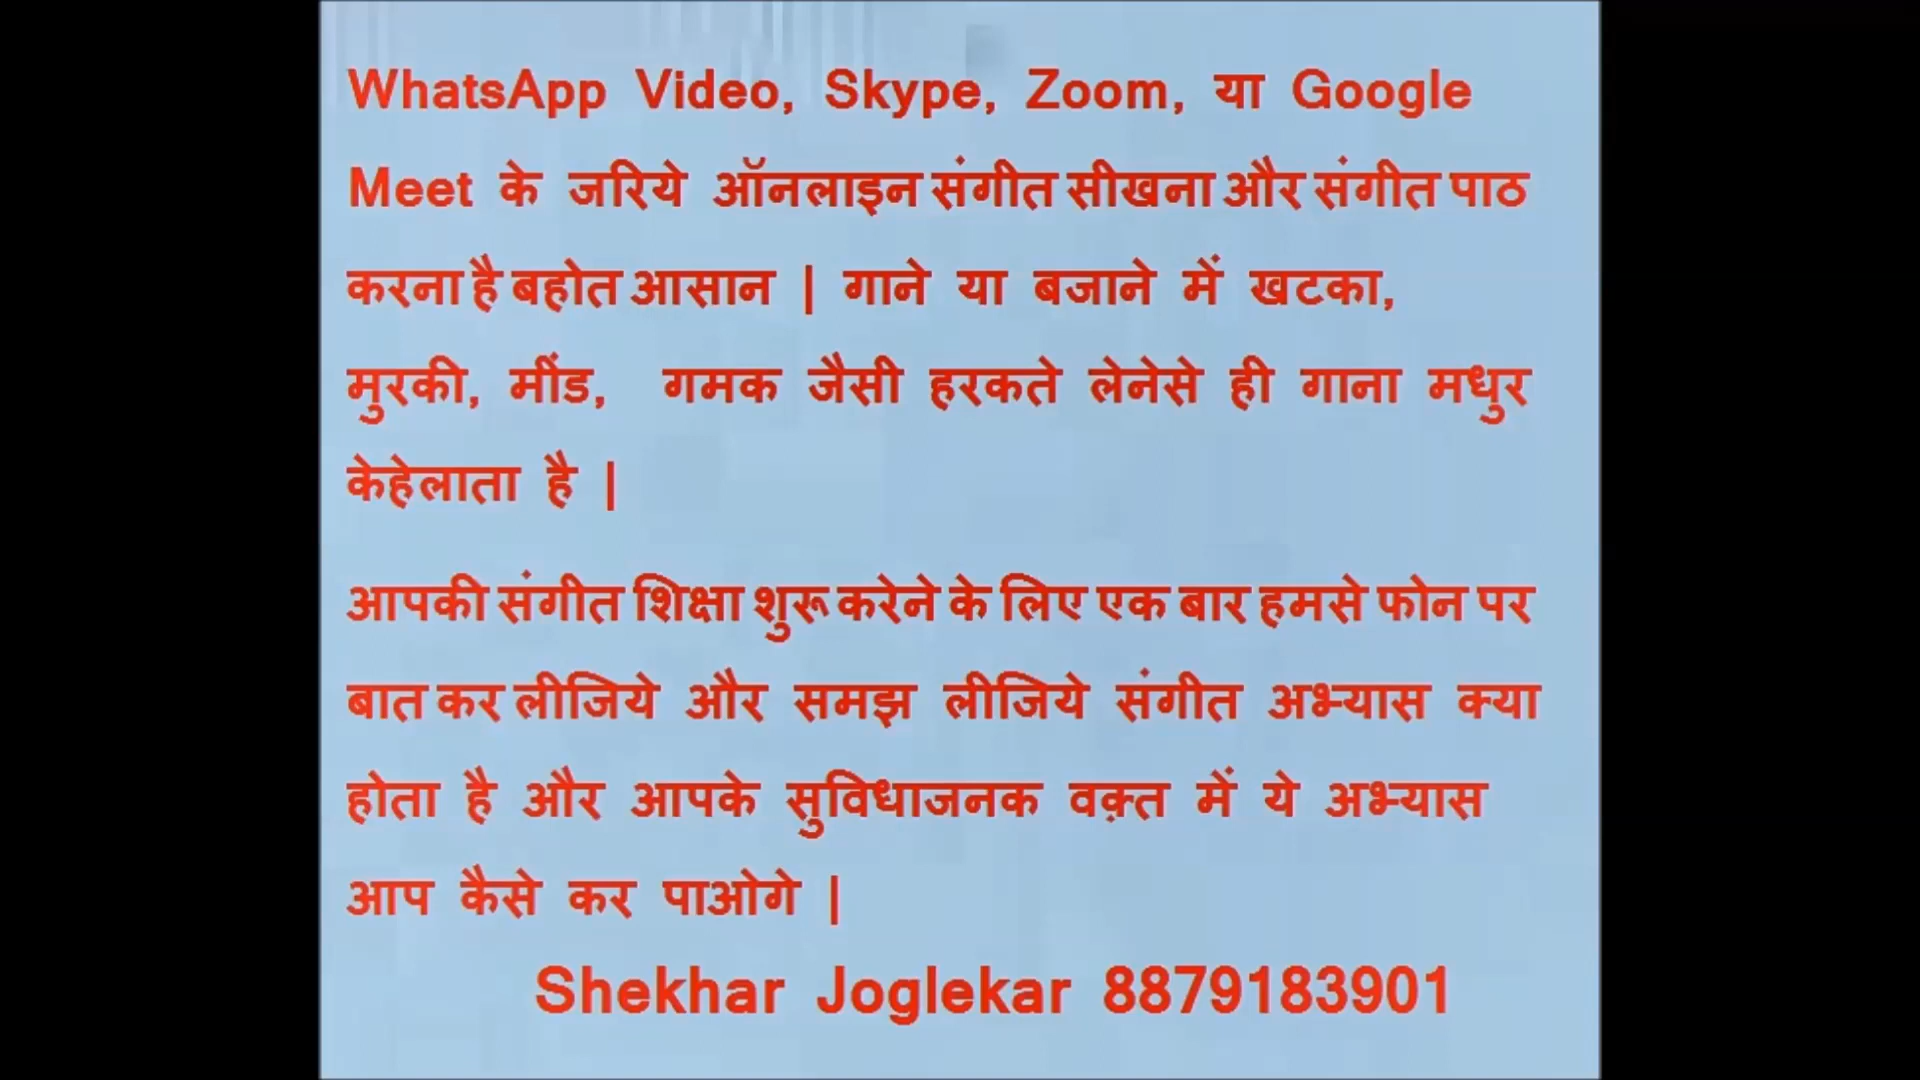 WhatsApp Video, Skype, Zoom, या Google
Meet के जरिये ऑनलाइन संगीत सीखना और संगीत पाठ
करना है बहोत आसान | गाने या बजाने में खटका,
मुरकी, मींड, गमक जैसी हरकते लेनेसे ही गाना मधुर
केहेलाता है |
आपकी संगीत शिक्षा शुरू करेने के लिए एक बार हमसे फोन पर
बात कर लीजिये और समझ लीजिये संगीत अभ्यास क्या
होता है और आपके सुविधाजनक वक़्त में ये अभ्यास
आप कैसे कर पाओगे |
Shekhar Joglekar 8879183901